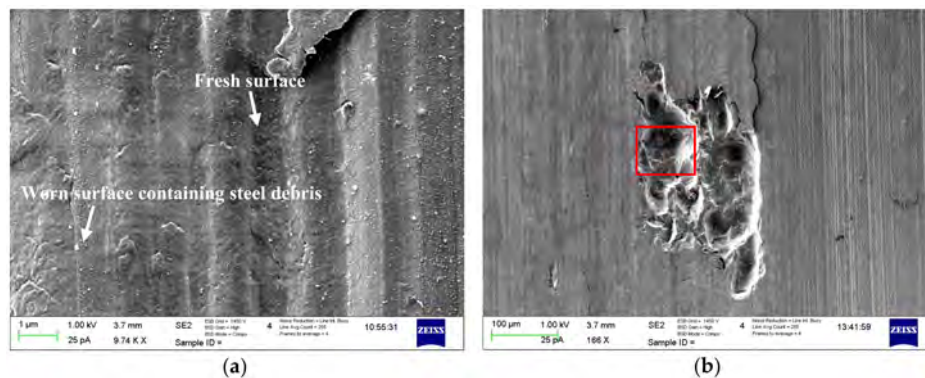 Fresh surface
Worn surface containing steel debris
1 µm
1.00 kV
3.7 mm
SE2
4
10:55:31
25 pA
9.74 K X
Sample ID =
ZEISS
(a)
100 µm
1.00 kV
3.7 mm
SE2
4
13:41:59
25 pA
166 X
Sample ID =
ZEISS
(b)